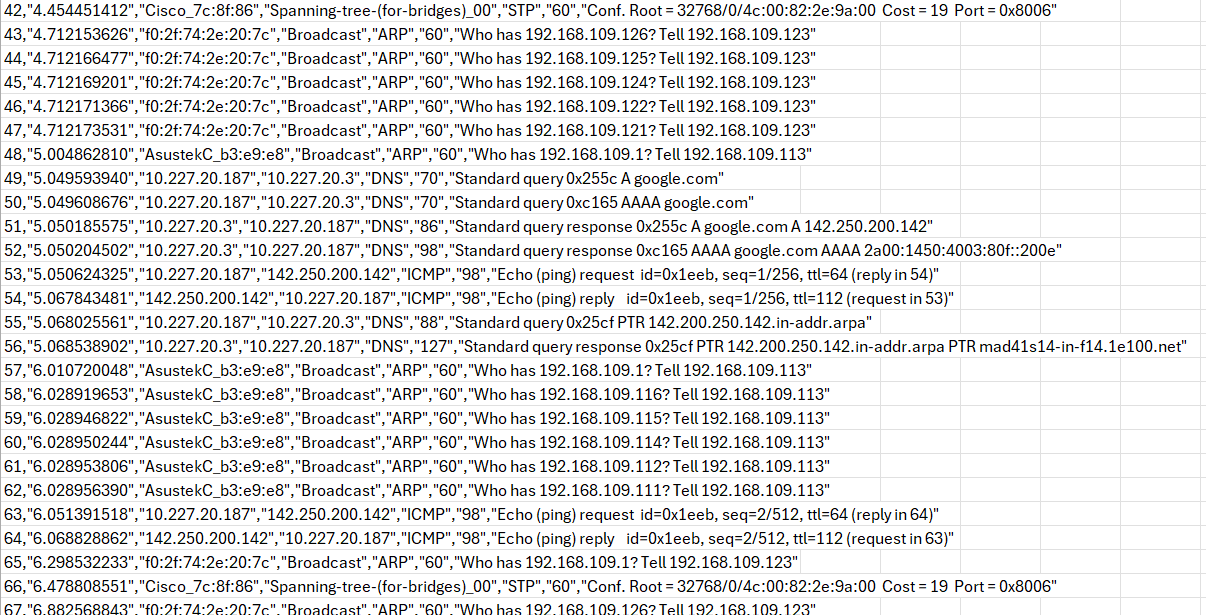 42,"4.454451412","Cisco_7c:8f:86","Spanning-tree-(for-bridges)_00","STP","60","Conf. Root = 32768/0/4c:00:82:2e:9a:00 Cost = 19 Port = 0x8006"
43,"4.712153626","f0:2f:74:2e:20:7c","Broadcast","ARP","60","Who has 192.168.109.126? Tell 192.168.109.123"
44,"4.712166477","f0:2f:74:2e:20:7c","Broadcast","ARP","60","Who has 192.168.109.125? Tell 192.168.109.123"
45,"4.712169201","f0:2f:74:2e:20:7c","Broadcast","ARP","60","Who has 192.168.109.124? Tell 192.168.109.123"
46,"4.712171366","f0:2f:74:2e:20:7c","Broadcast","ARP","60","Who has 192.168.109.122? Tell 192.168.109.123"
47,"4.712173531","f0:2f:74:2e:20:7c","Broadcast","ARP","60","Who has 192.168.109.121? Tell 192.168.109.123"
48,"5.004862810","AsustekC_b3:e9:e8","Broadcast","ARP","60","Who has 192.168.109.1? Tell 192.168.109.113"
49,"5.049593940","10.227.20.187","10.227.20.3","DNS","70","Standard query 0x255c A google.com"
50,"5.049608676","10.227.20.187","10.227.20.3","DNS","70","Standard query 0xc165 AAAA google.com"
51,"5.050185575","10.227.20.3","10.227.20.187","DNS","86","Standard query response 0x255c A google.com A 142.250.200.142"
52,"5.050204502","10.227.20.3","10.227.20.187","DNS","98","Standard query response 0xc165 AAAA google.com AAAA 2a00:1450:4003:80f::200e"
53,"5.050624325","10.227.20.187","142.250.200.142","ICMP","98","Echo (ping) request id=0x1eeb, seq=1/256, ttl=64 (reply in 54)"
54,"5.067843481","142.250.200.142","10.227.20.187","ICMP","98","Echo (ping) reply id=0x1eeb, seq=1/256, ttl=112 (request in 53)"
55,"5.068025561","10.227.20.187","10.227.20.3","DNS","88","Standard query 0x25cf PTR 142.200.250.142.in-addr.arpa"
56,"5.068538902","10.227.20.3","10.227.20.187","DNS","127","Standard query response 0x25cf PTR 142.200.250.142.in-addr.arpa PTR mad41s14-in-f14.1e100.net"
57,"6.010720048","AsustekC_b3:e9:e8","Broadcast","ARP","60","Who has 192.168.109.1? Tell 192.168.109.113"
58,"6.028919653","AsustekC_b3:e9:e8","Broadcast","ARP","60","Who has 192.168.109.116? Tell 192.168.109.113"
59,"6.028946822","AsustekC_b3:e9:e8","Broadcast","ARP","60","Who has 192.168.109.115? Tell 192.168.109.113"
60,"6.028950244","AsustekC_b3:e9:e8","Broadcast","ARP","60","Who has 192.168.109.114? Tell 192.168.109.113"
61,"6.028953806","AsustekC_b3:e9:e8","Broadcast","ARP","60","Who has 192.168.109.112? Tell 192.168.109.113"
62,"6.028956390","AsustekC_b3:e9:e8","Broadcast","ARP","60","Who has 192.168.109.111? Tell 192.168.109.113"
63,"6.051391518","10.227.20.187","142.250.200.142","ICMP","98","Echo (ping) request id=0x1eeb, seq=2/512, ttl=64 (reply in 64)"
64,"6.068828862","142.250.200.142","10.227.20.187","ICMP","98","Echo (ping) reply id=0x1eeb, seq=2/512, ttl=112 (request in 63)"
65,"6.298532233","f0:2f:74:2e:20:7c","Broadcast","ARP","60","Who has 192.168.109.1? Tell 192.168.109.123"
66,"6.478808551","Cisco_7c:8f:86","Spanning-tree-(for-bridges)_00","STP","60","Conf. Root = 32768/0/4c:00:82:2e:9a:00 Cost = 19 Port = 0x8006"
67,"6.882568843","f0:2f:74:2e:20:7c","Broadcast","ARP","60","Who has 192.168.109.126? Tell 192.168.109.123"